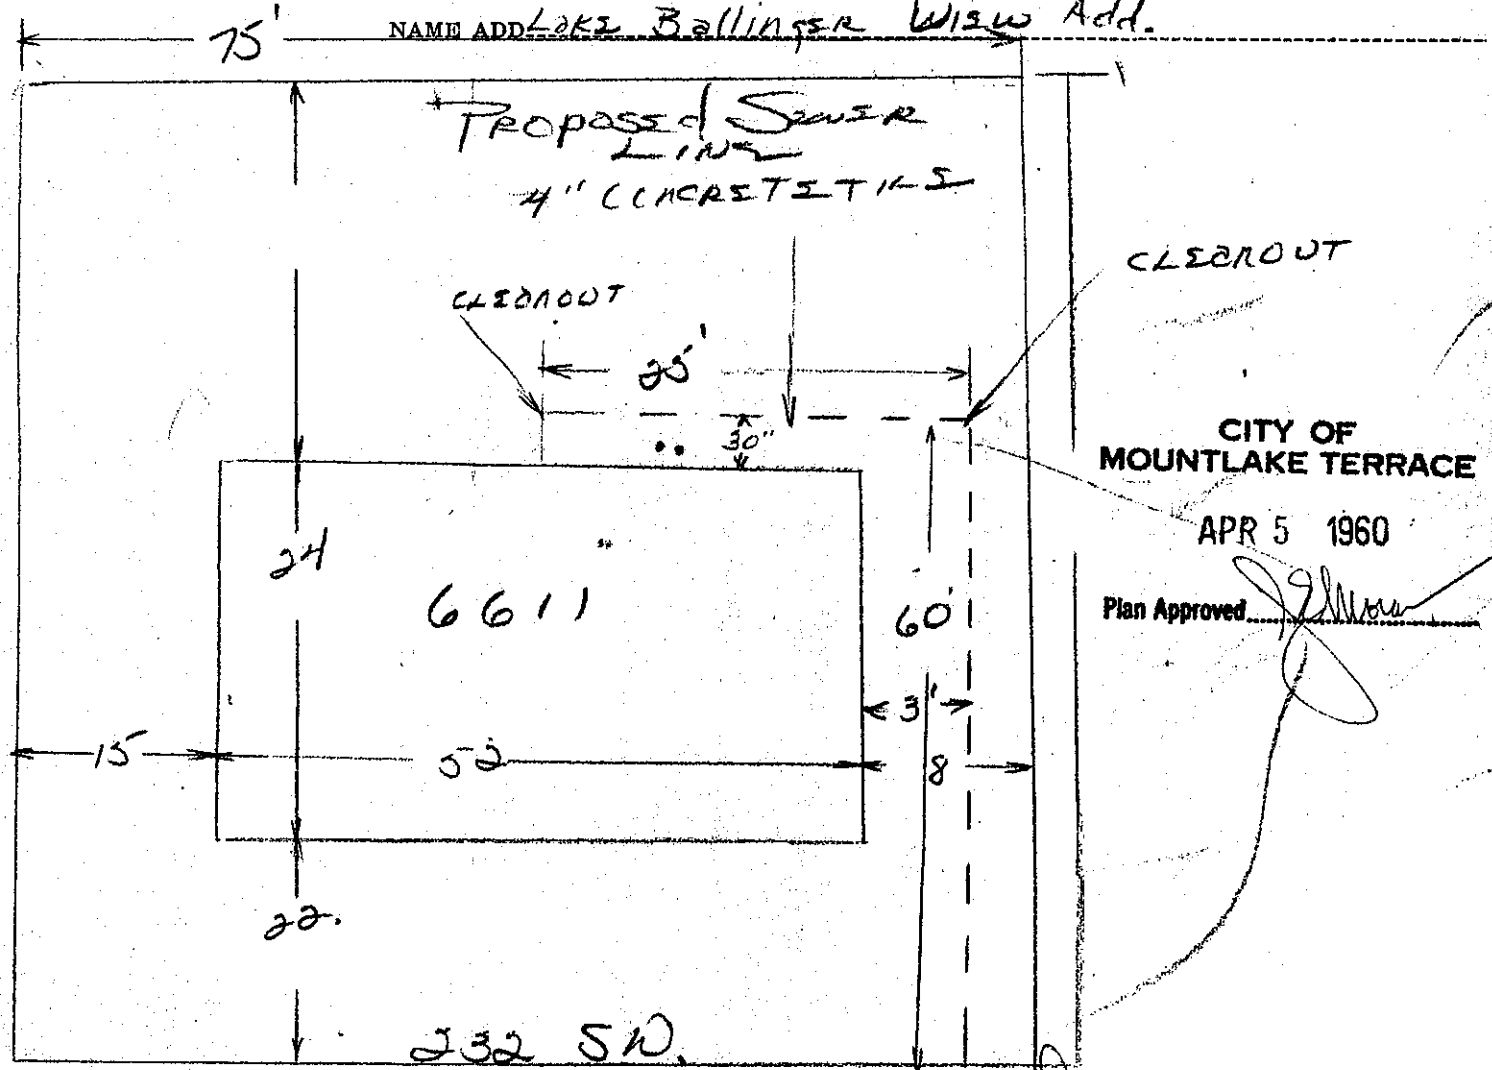 75'
NAME ADD Lake Ballinger View Add.
Proposed Sewer
Line
4" CONCRETE TILE
CLEANOUT
CLEANOUT
25'
30"
CITY OF
MOUNTLAKE TERRACE
APR 5 1960
Plan Approved
24
6611
60'
3'
15
52
8
22.
232 SW.